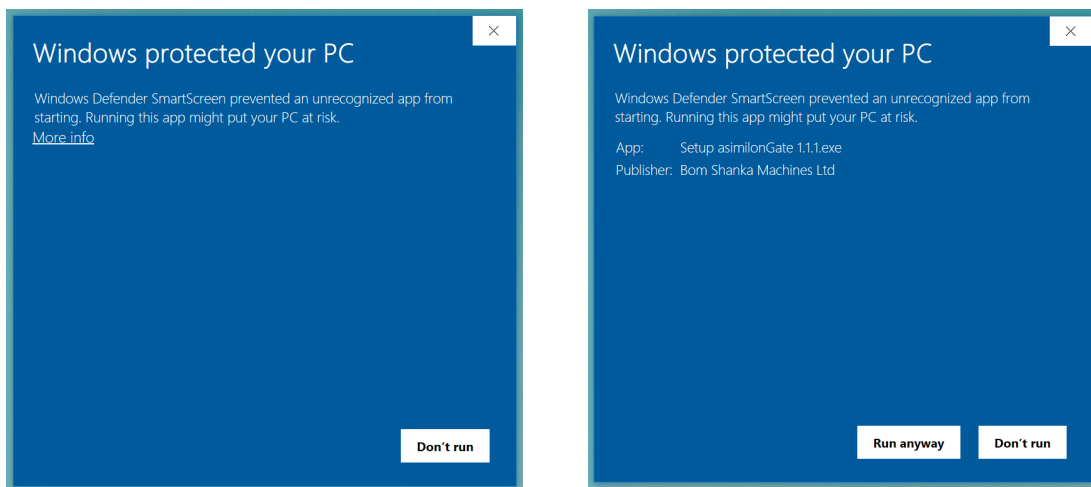 Windows protected your PC
Windows Defender SmartScreen prevented an unrecognized app from
starting. Running this app might put your PC at risk.
More info
Don't run
Windows protected your PC
Windows Defender SmartScreen prevented an unrecognized app from
starting. Running this app might put your PC at risk.
App: Setup asimilonGate 1.1.1.exe
Publisher: Bom Shanka Machines Ltd
Run anyway Don't run